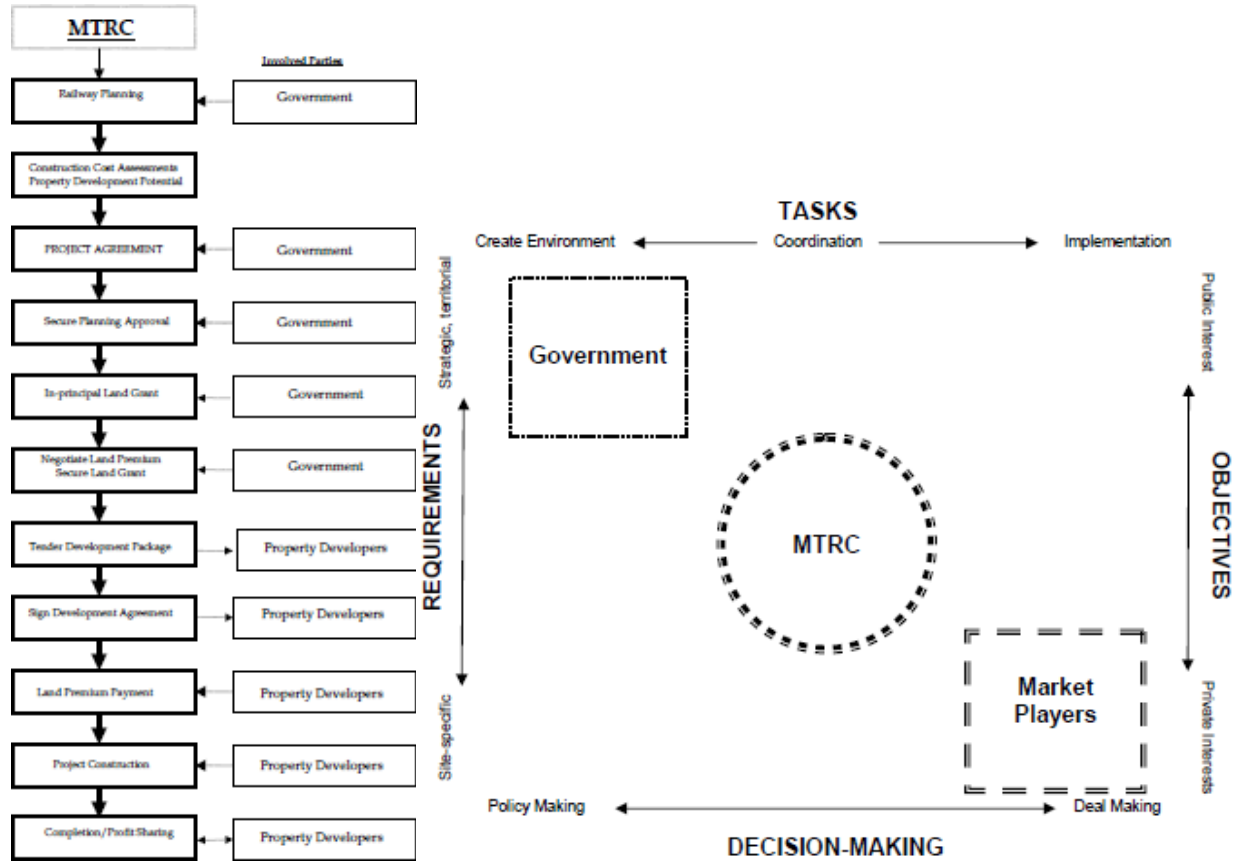 MTRC
Involved Parties
Railway Planning
Government
Construction Cost Assessments
Property Development Potential
PROJECT AGREEMENT
Government
Secure Planning Approval
Government
In-principal Land Grant
Government
Negotiate Land Premium
Secure Land Grant
Government
Tender Development Package
Property Developers
Sign Development Agreement
Property Developers
Land Premium Payment
Property Developers
Project Construction
Property Developers
Completion/Profit Sharing
Property Developers
TASKS
Create Environment
Coordination
Implementation
Strategic, territorial
REQUIREMENTS
Site-specific
Government
MTRC
Market
Players
Public Interest
OBJECTIVES
Private Interests
Policy Making
Deal Making
DECISION-MAKING